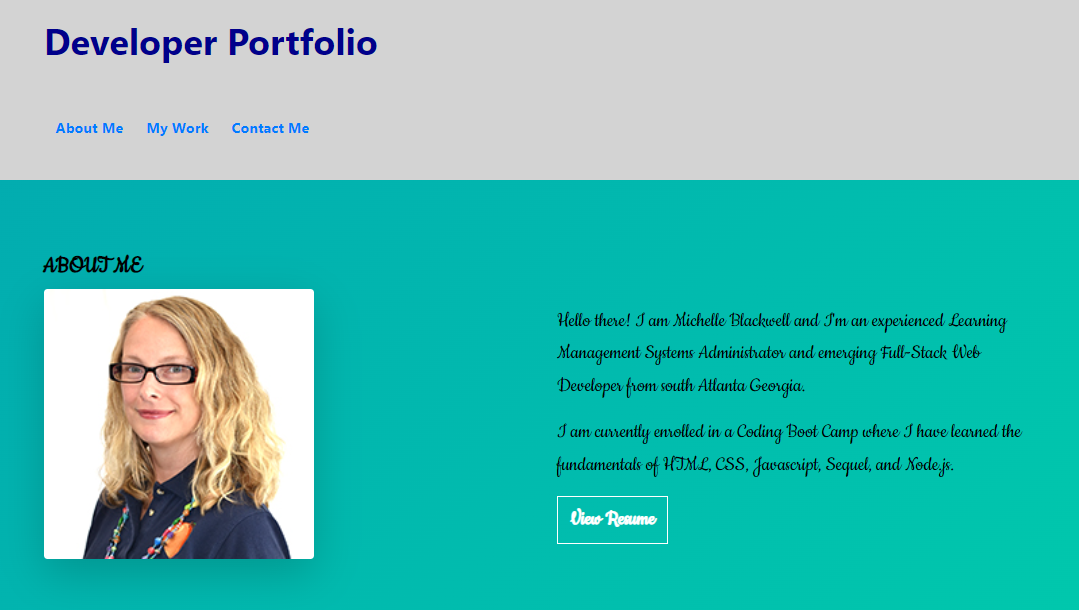 Developer Portfolio
About Me My Work Contact Me
ABOUT ME
Hello there! I am Michelle Blackwell and I'm an experienced Learning
Management Systems Administrator and emerging Full-Stack Web
Developer from south Atlanta Georgia.
I am currently enrolled in a Coding Boot Camp where I have learned the
fundamentals of HTML, CSS, Javascript, Sequel, and Node.js.
View Resume